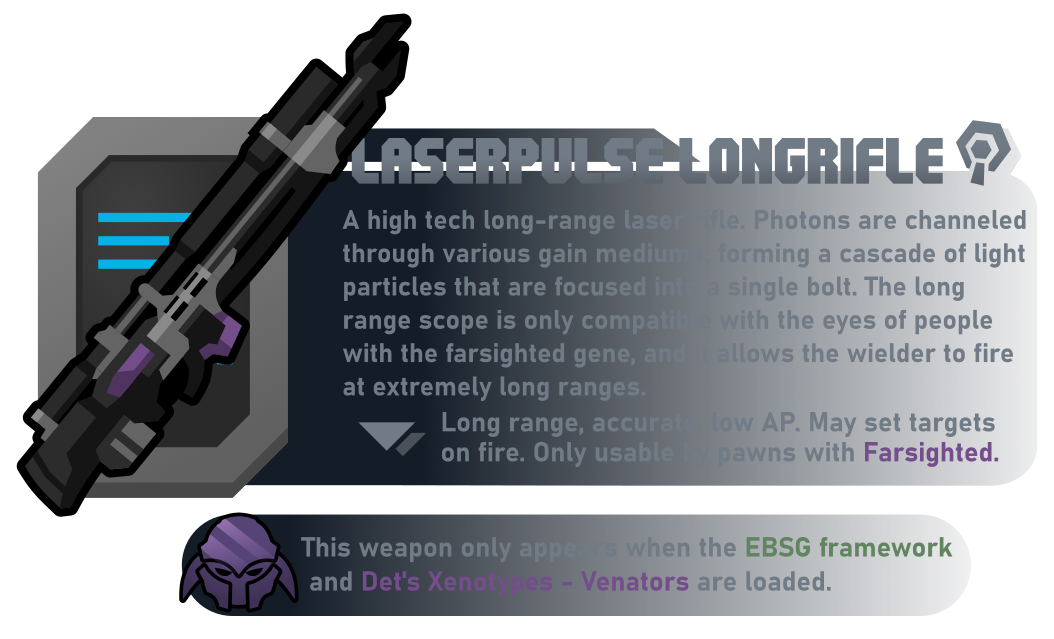 LASERPULSE LONGRIFLE
A high tech long-range laser rifle. Photons are channeled
through various gain mediums, forming a cascade of light
particles that are focused into a single bolt. The long
range scope is only compatible with the eyes of people
with the farsighted gene, and it allows the wielder to fire
at extremely long ranges.
Long range, accurate, low AP. May set targets
on fire. Only usable by pawns with Farsighted.
This weapon only appears when the EBSG framework
and Det's Xenotypes - Venators are loaded.